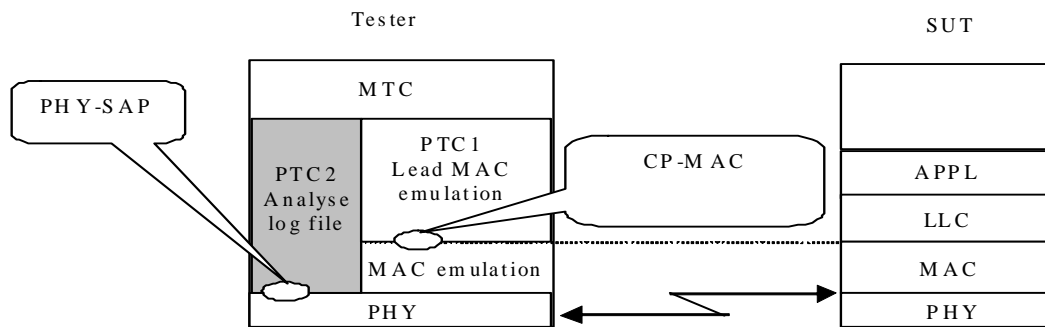 Tester
SUT
MTC
PHY-SAP
PTC1
Lead MAC
emulation
CP-MAC
PTC2
Analyse
log file
APPL
LLC
MAC emulation
MAC
PHY
PHY